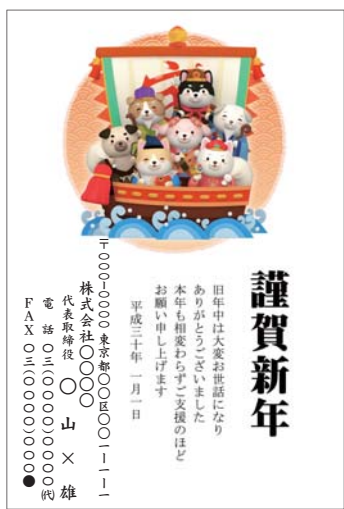 謹賀新年
旧年中は大変お世話になり
ありがとうございました
本年も相変わらずご支援のほど
お願い申し上げます
平成三十年 一月一日
〒〇〇〇-〇〇〇〇 東京都〇〇区〇〇一-一-一
株式会社〇〇〇〇
代表取締役 〇山×雄
電話 〇三(〇〇〇〇)〇〇〇〇㈹
FAX 〇三(〇〇〇〇)〇〇〇●